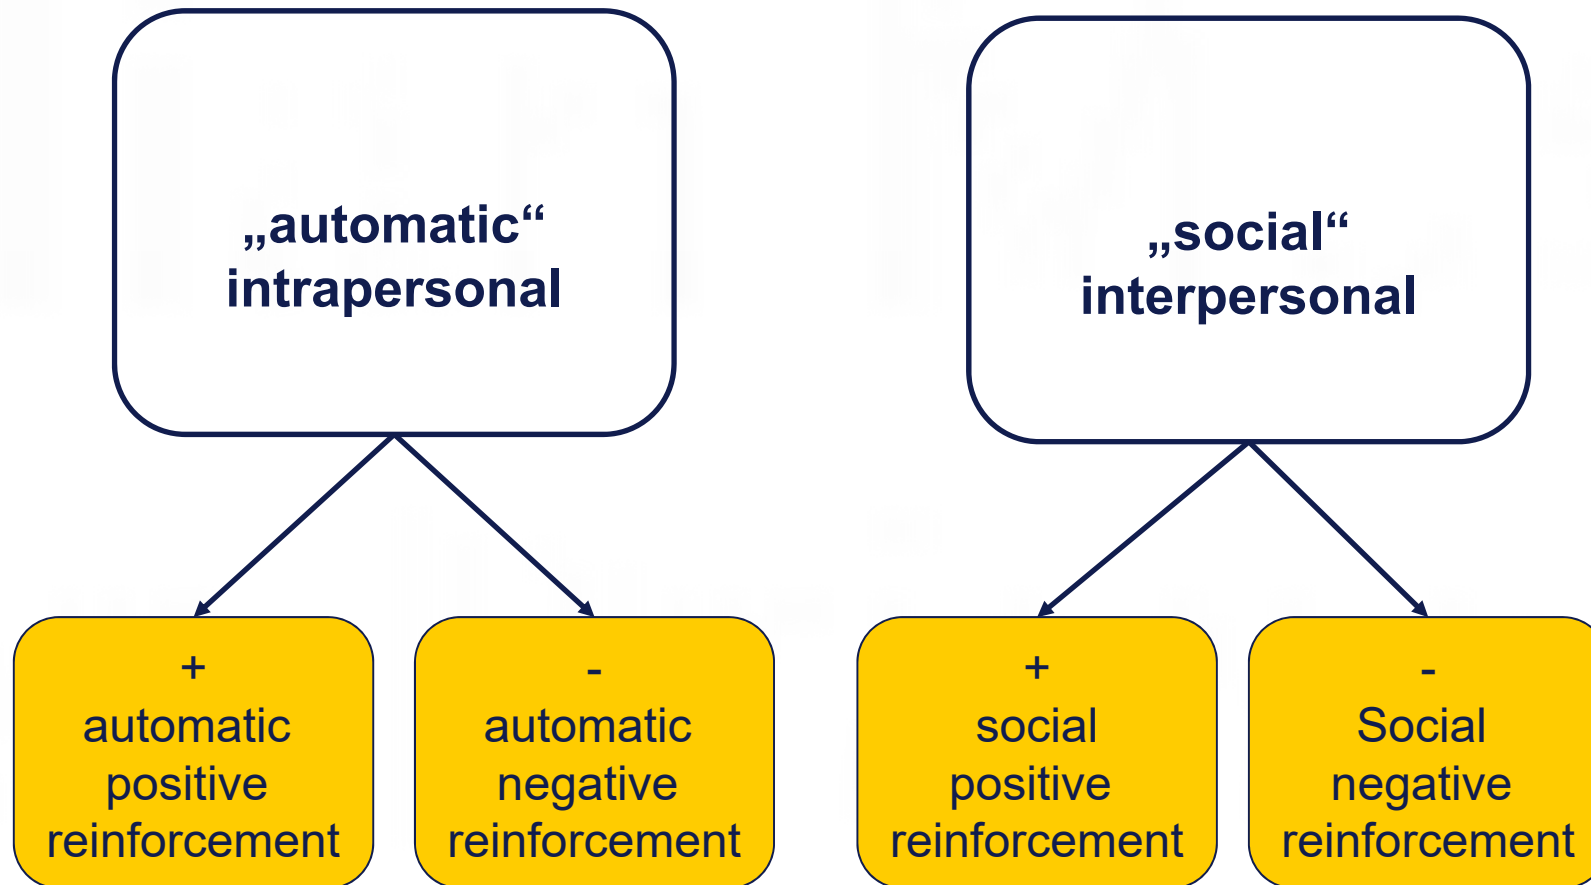 „automatic“
intrapersonal
„social“
interpersonal
+
automatic
positive
reinforcement
-
automatic
negative
reinforcement
+
social
positive
reinforcement
-
Social
negative
reinforcement